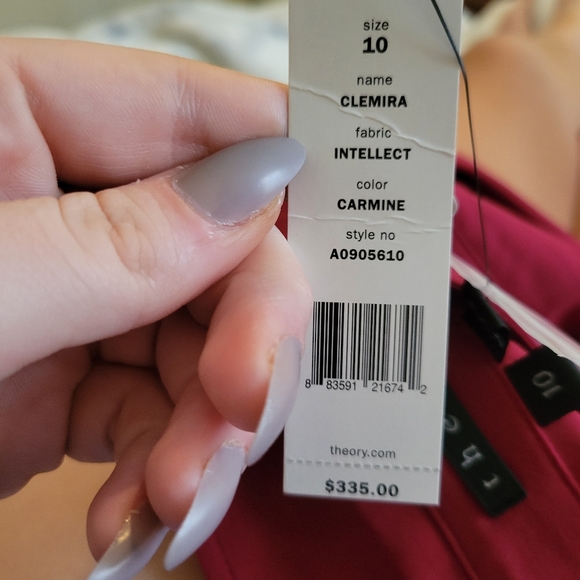 size
10
name
CLEMIRA
fabric
INTELLECT
color
CARMINE
style no
A0905610
8 83591 21674 2
theory.com
$335.00
10
the